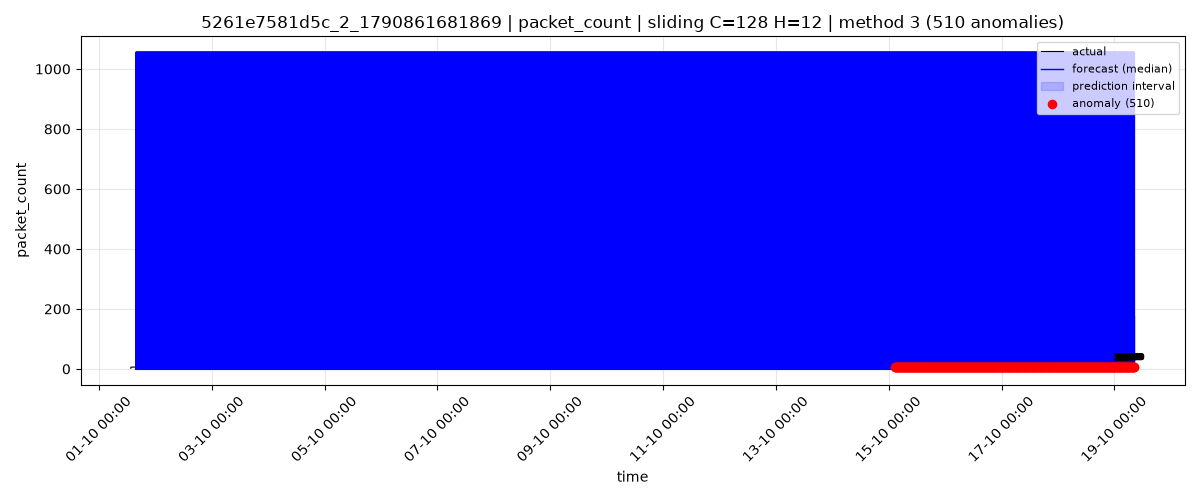 5261e7581d5c_2_1790861681869 | packet_count | sliding C=128 H=12 | method 3 (510 anomalies)
actual
forecast (median)
prediction interval
anomaly (510)
packet_count
1000
800
600
400
200
0
01-10 00:00
03-10 00:00
05-10 00:00
07-10 00:00
09-10 00:00
11-10 00:00
13-10 00:00
15-10 00:00
17-10 00:00
19-10 00:00
time